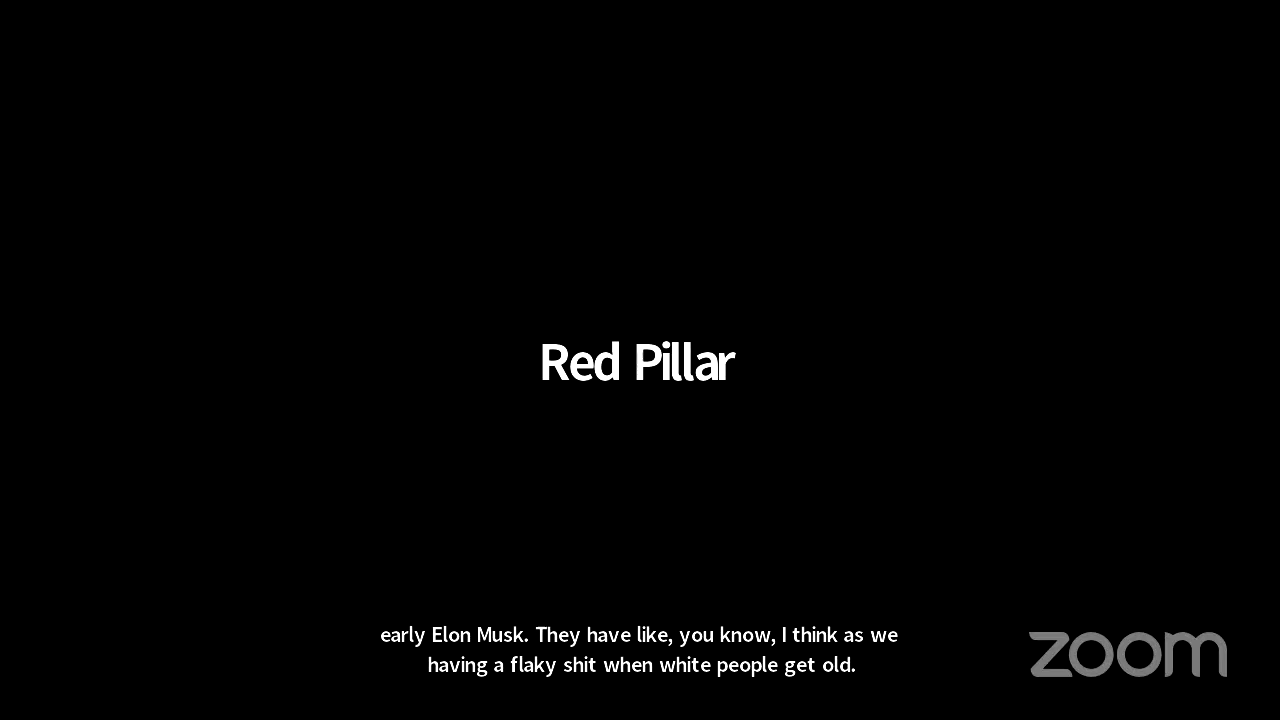 Red Pillar
early Elon Musk. They have like, you know, I think as we
having a flaky shit when white people get old.
zoom